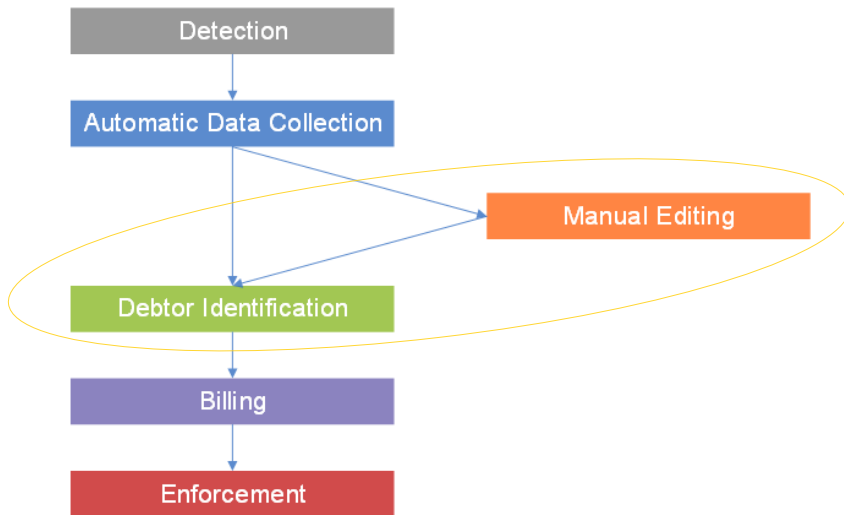 Detection
Automatic Data Collection
Manual Editing
Debtor Identification
Billing
Enforcement